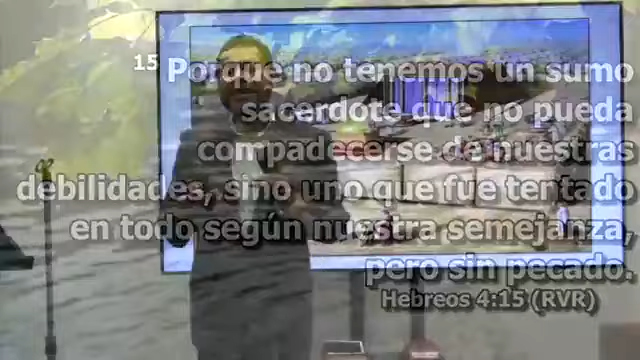 15 Porque no tenemos un sumo
sacerdote que no pueda
compadecerse de nuestras
debilidades, sino uno que fue tentado
en todo según nuestra semejanza,
pero sin pecado.
Hebreos 4:15 (RVR)